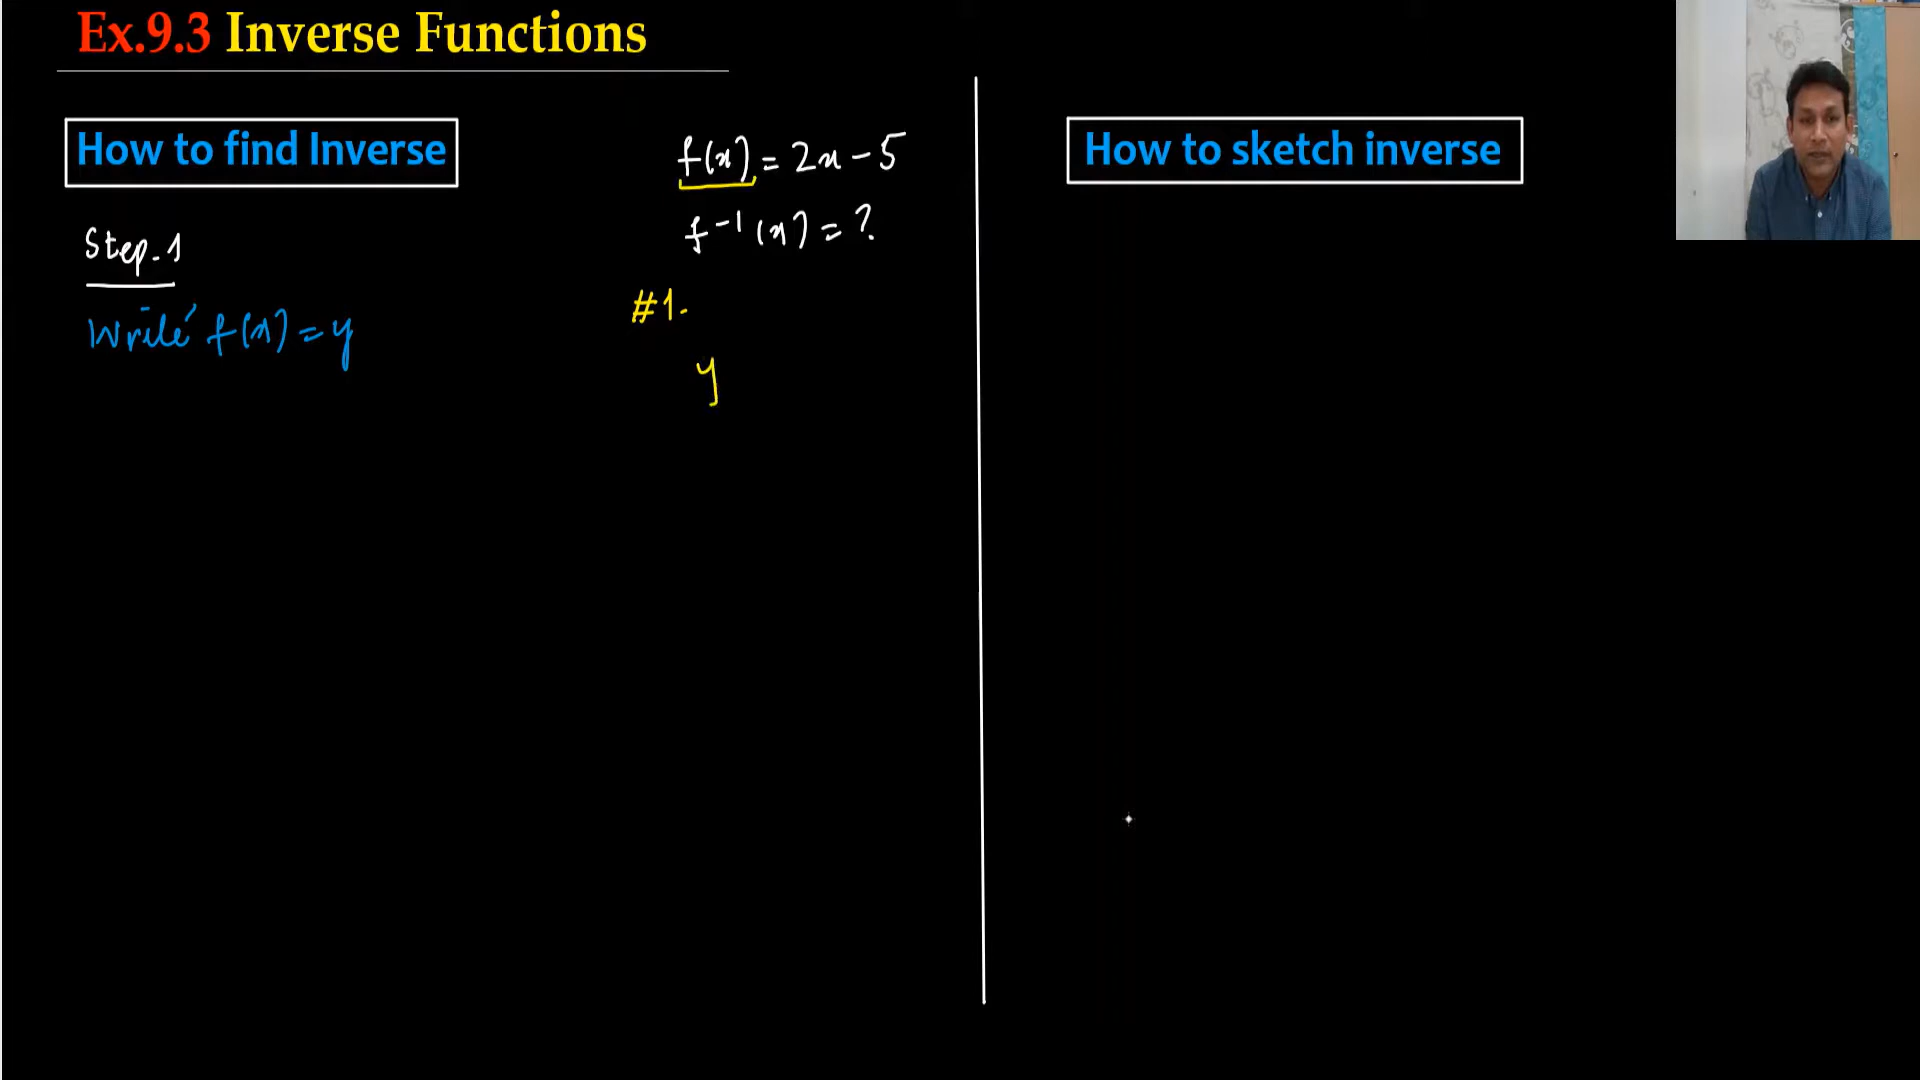 Ex.9.3 Inverse Functions
How to find Inverse
Step-1
Write f(x) = y
f(x) = 2x - 5
f⁻¹(x) = ?
#1.
y
How to sketch inverse